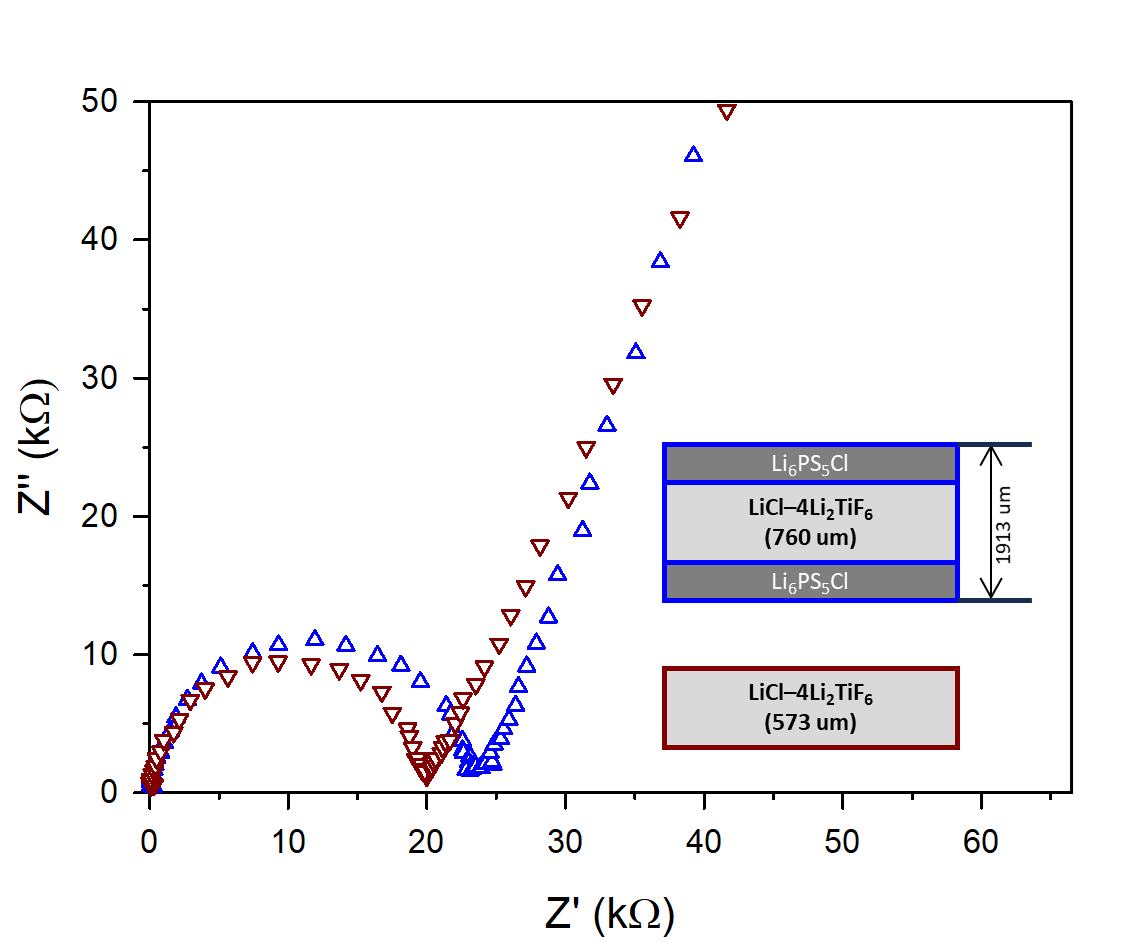 50
40
30
20
10
0
Z'' (kΩ)
0 10 20 30 40 50 60
Z' (kΩ)
Li₆PS₅Cl
LiCl–4Li₂TiF₆
(760 um)
Li₆PS₅Cl
1913 um
LiCl–4Li₂TiF₆
(573 um)